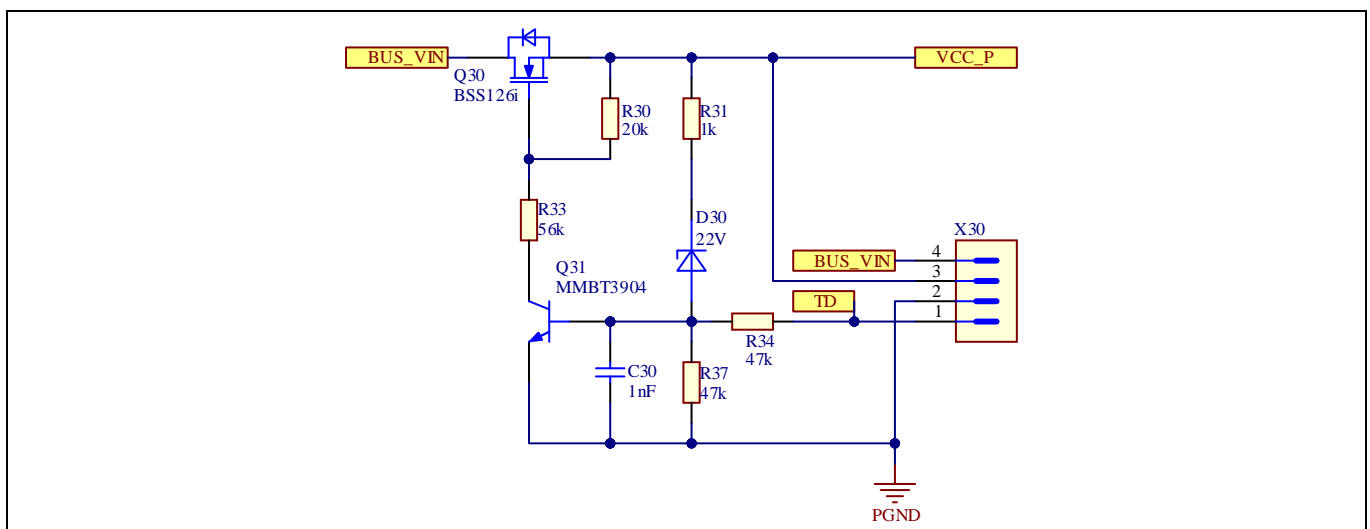 BUS_VIN
VCC_P
Q30
BSS126i
R30
20k
R31
1k
R33
56k
D30
22V
X30
BUS_VIN
4
3
2
1
Q31
MMBT3904
TD
R34
47k
C30
1nF
R37
47k
PGND